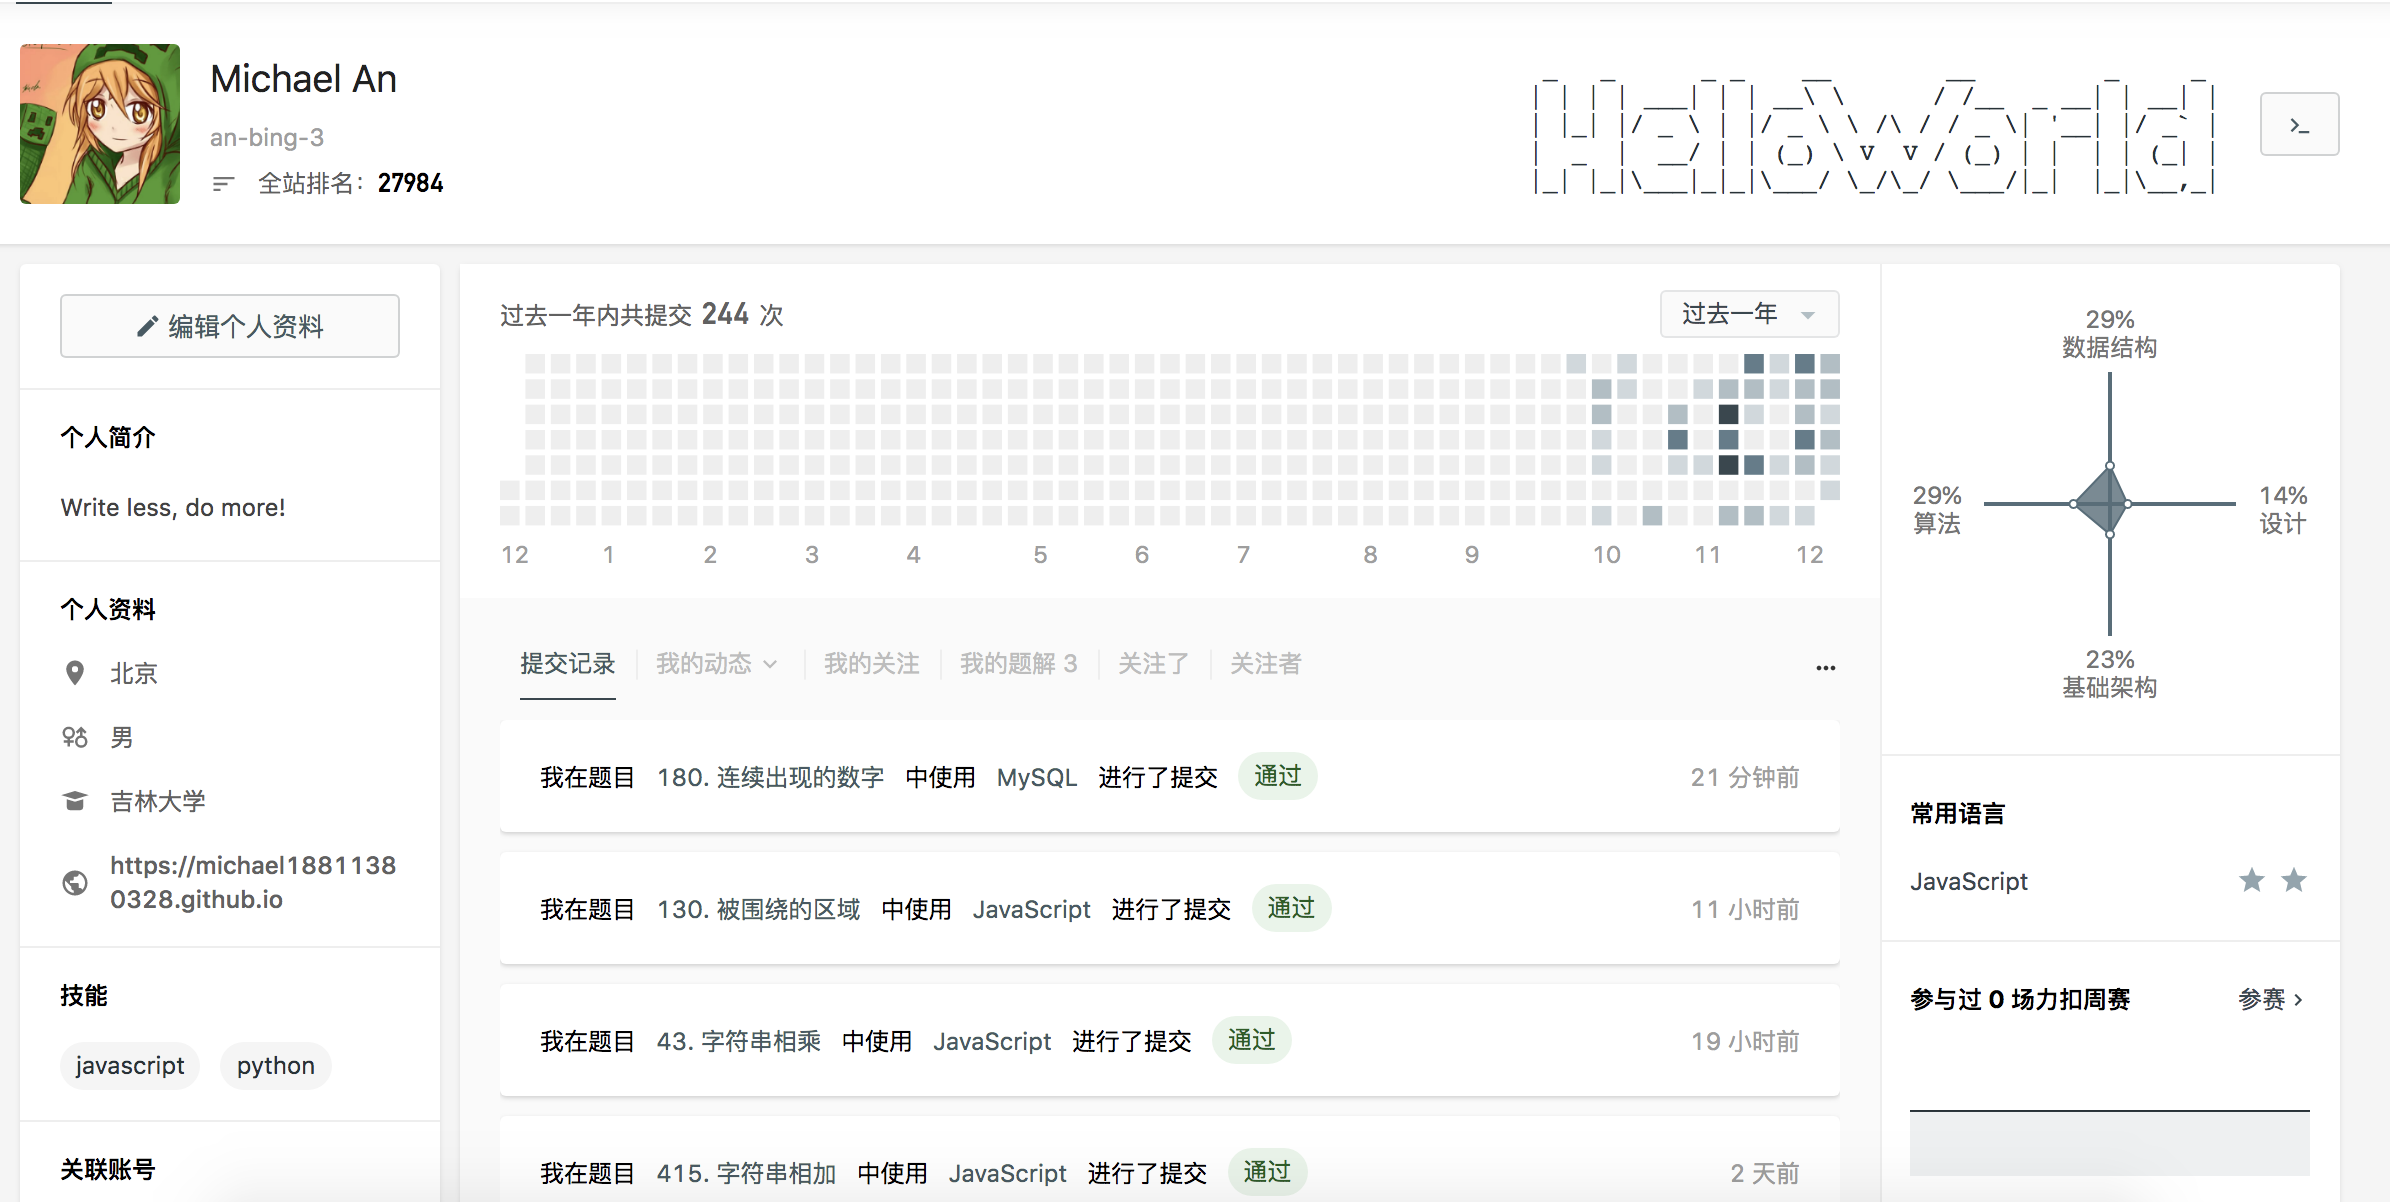 Michael An
an-bing-3
全站排名： 27984
HelloWorld
>_
编辑个人资料
个人简介
Write less, do more!
个人资料
北京
男
吉林大学
https://michael1881138
0328.github.io
技能
javascript
python
关联账号
过去一年内共提交 244 次
过去一年
12 1 2 3 4 5 6 7 8 9 10 11 12
提交记录 我的动态 我的关注 我的题解 3 关注了 关注者
我在题目 180. 连续出现的数字 中使用 MySQL 进行了提交 通过 21 分钟前
我在题目 130. 被围绕的区域 中使用 JavaScript 进行了提交 通过 11 小时前
我在题目 43. 字符串相乘 中使用 JavaScript 进行了提交 通过 19 小时前
我在题目 415. 字符串相加 中使用 JavaScript 进行了提交 通过 2 天前
29%
数据结构
29%
算法
14%
设计
23%
基础架构
常用语言
JavaScript
参与过 0 场力扣周赛 参赛 ›